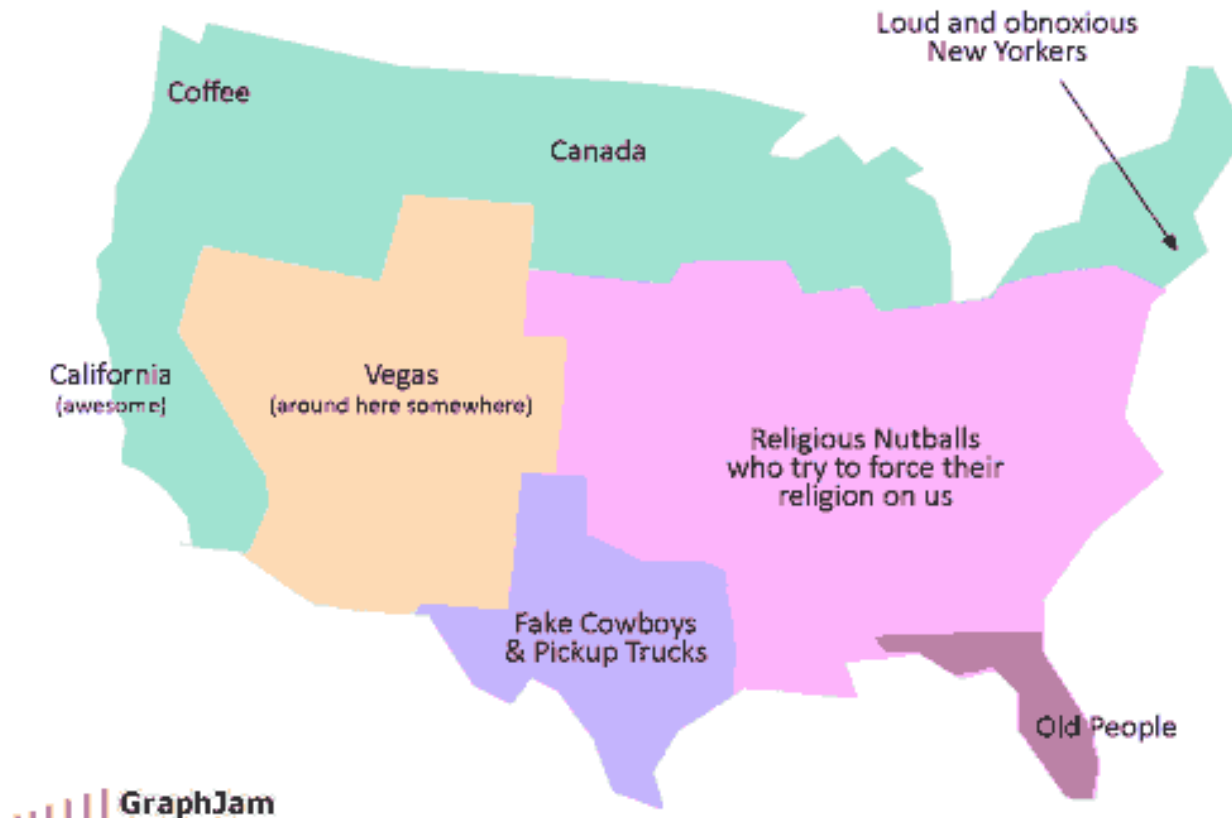 Loud and obnoxious
New Yorkers
Coffee
Canada
California
(awesome)
Vegas
(around here somewhere)
Religious Nutballs
who try to force their
religion on us
Fake Cowboys
& Pickup Trucks
Old People
GraphJam